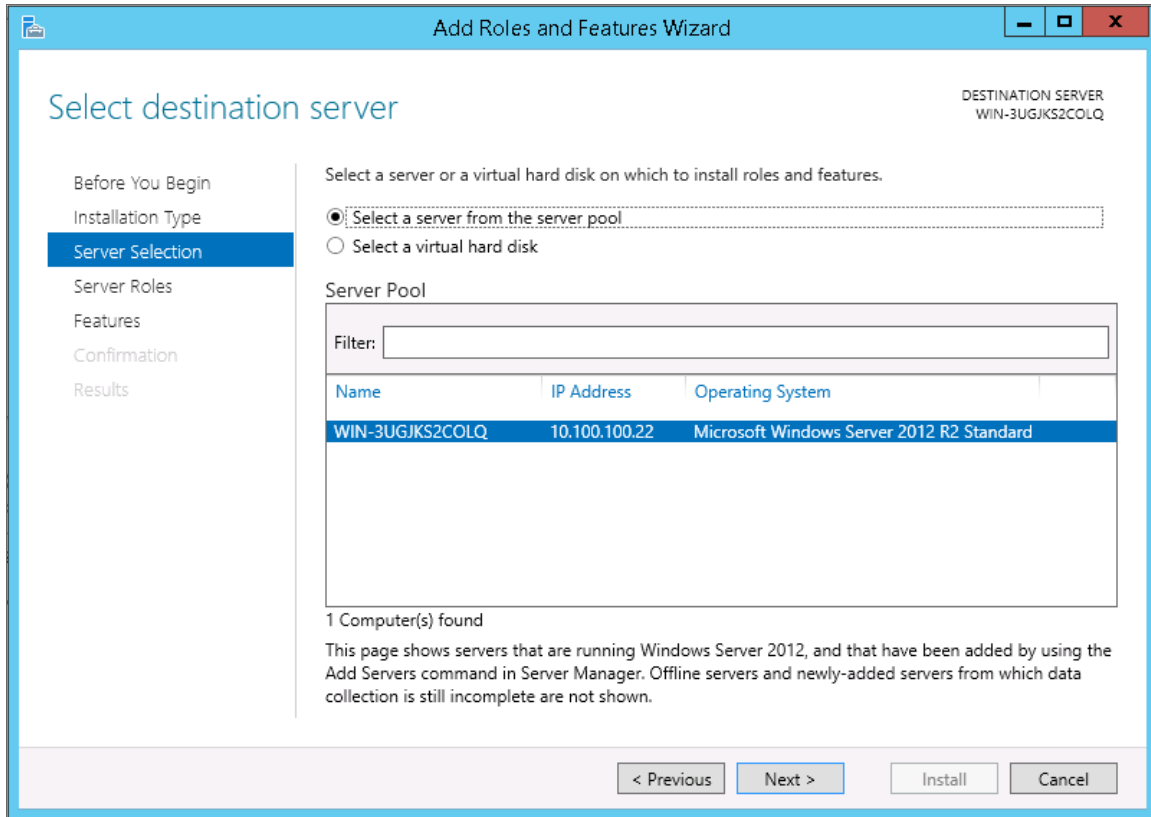 Add Roles and Features Wizard
Select destination server
DESTINATION SERVER
WIN-3UGJKS2COLQ
Before You Begin
Installation Type
Server Selection
Server Roles
Features
Confirmation
Results
Select a server or a virtual hard disk on which to install roles and features.
Select a server from the server pool
Select a virtual hard disk
Server Pool
Filter:
Name IP Address Operating System
WIN-3UGJKS2COLQ 10.100.100.22 Microsoft Windows Server 2012 R2 Standard
1 Computer(s) found
This page shows servers that are running Windows Server 2012, and that have been added by using the
Add Servers command in Server Manager. Offline servers and newly-added servers from which data
collection is still incomplete are not shown.
< Previous Next > Install Cancel